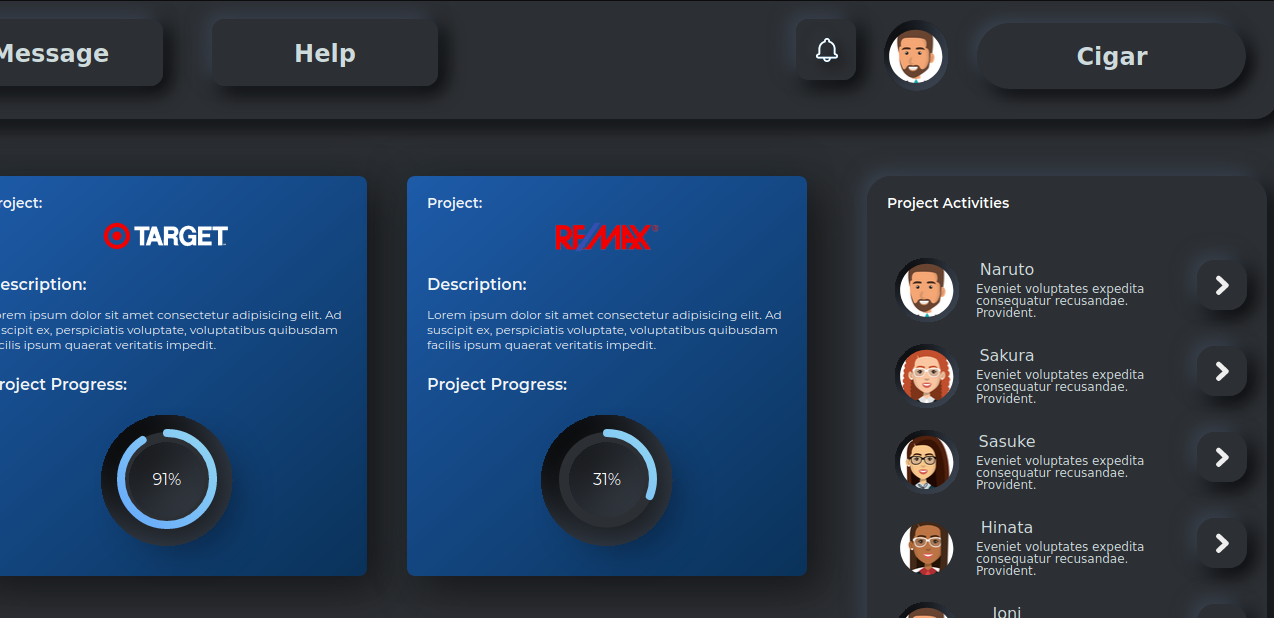 Message
Help
Cigar
roject:
TARGET
escription:
orem ipsum dolor sit amet consectetur adipisicing elit. Ad
scipit ex, perspiciatis voluptate, voluptatibus quibusdam
cilis ipsum quaerat veritatis impedit.
roject Progress:
91%
Project:
RE/MAX
Description:
Lorem ipsum dolor sit amet consectetur adipisicing elit. Ad
suscipit ex, perspiciatis voluptate, voluptatibus quibusdam
facilis ipsum quaerat veritatis impedit.
Project Progress:
31%
Project Activities
Naruto
Eveniet voluptates expedita
consequatur recusandae.
Provident.
Sakura
Eveniet voluptates expedita
consequatur recusandae.
Provident.
Sasuke
Eveniet voluptates expedita
consequatur recusandae.
Provident.
Hinata
Eveniet voluptates expedita
consequatur recusandae.
Provident.